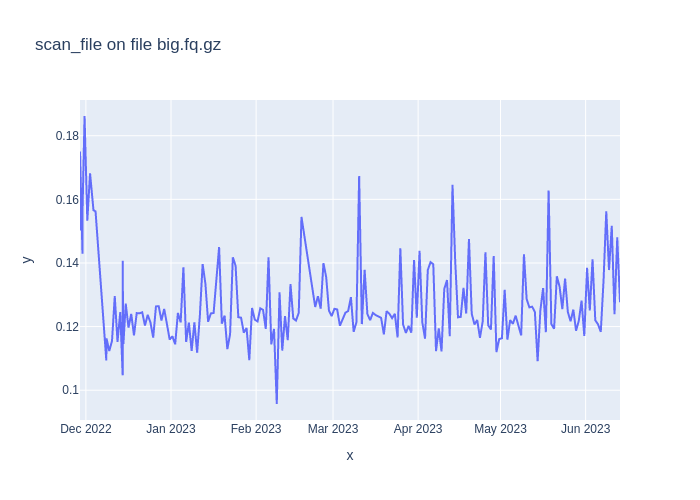 scan_file on file big.fq.gz
0.18
0.16
0.14
0.12
0.1
y
Dec 2022 Jan 2023 Feb 2023 Mar 2023 Apr 2023 May 2023 Jun 2023
x